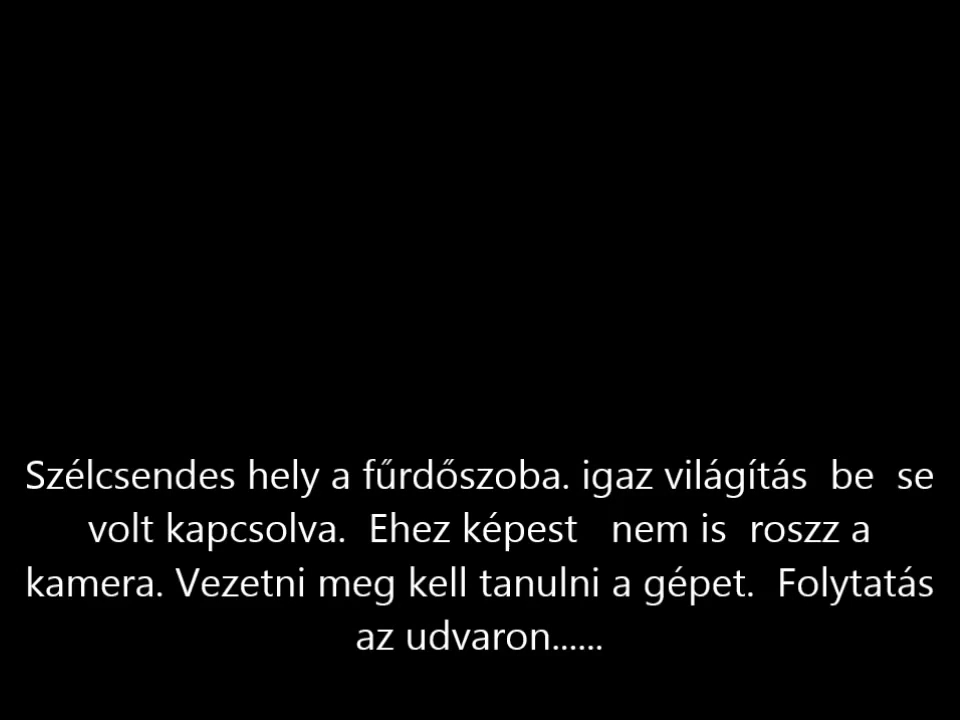 Szélcsendes hely a fűrdőszoba. igaz világítás  be  se
volt kapcsolva.  Ehez képest   nem is  roszz a
kamera. Vezetni meg kell tanulni a gépet.  Folytatás
az udvaron......